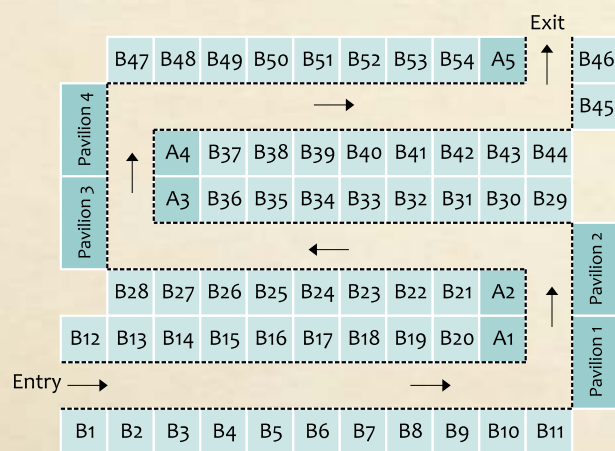 Exit
B47 B48 B49 B50 B51 B52 B53 B54 A5 B46
B45
Pavilion 4
A4 B37 B38 B39 B40 B41 B42 B43 B44
Pavilion 3
A3 B36 B35 B34 B33 B32 B31 B30 B29
Pavilion 2
B28 B27 B26 B25 B24 B23 B22 B21 A2
B12 B13 B14 B15 B16 B17 B18 B19 B20 A1
Pavilion 1
Entry
B1 B2 B3 B4 B5 B6 B7 B8 B9 B10 B11